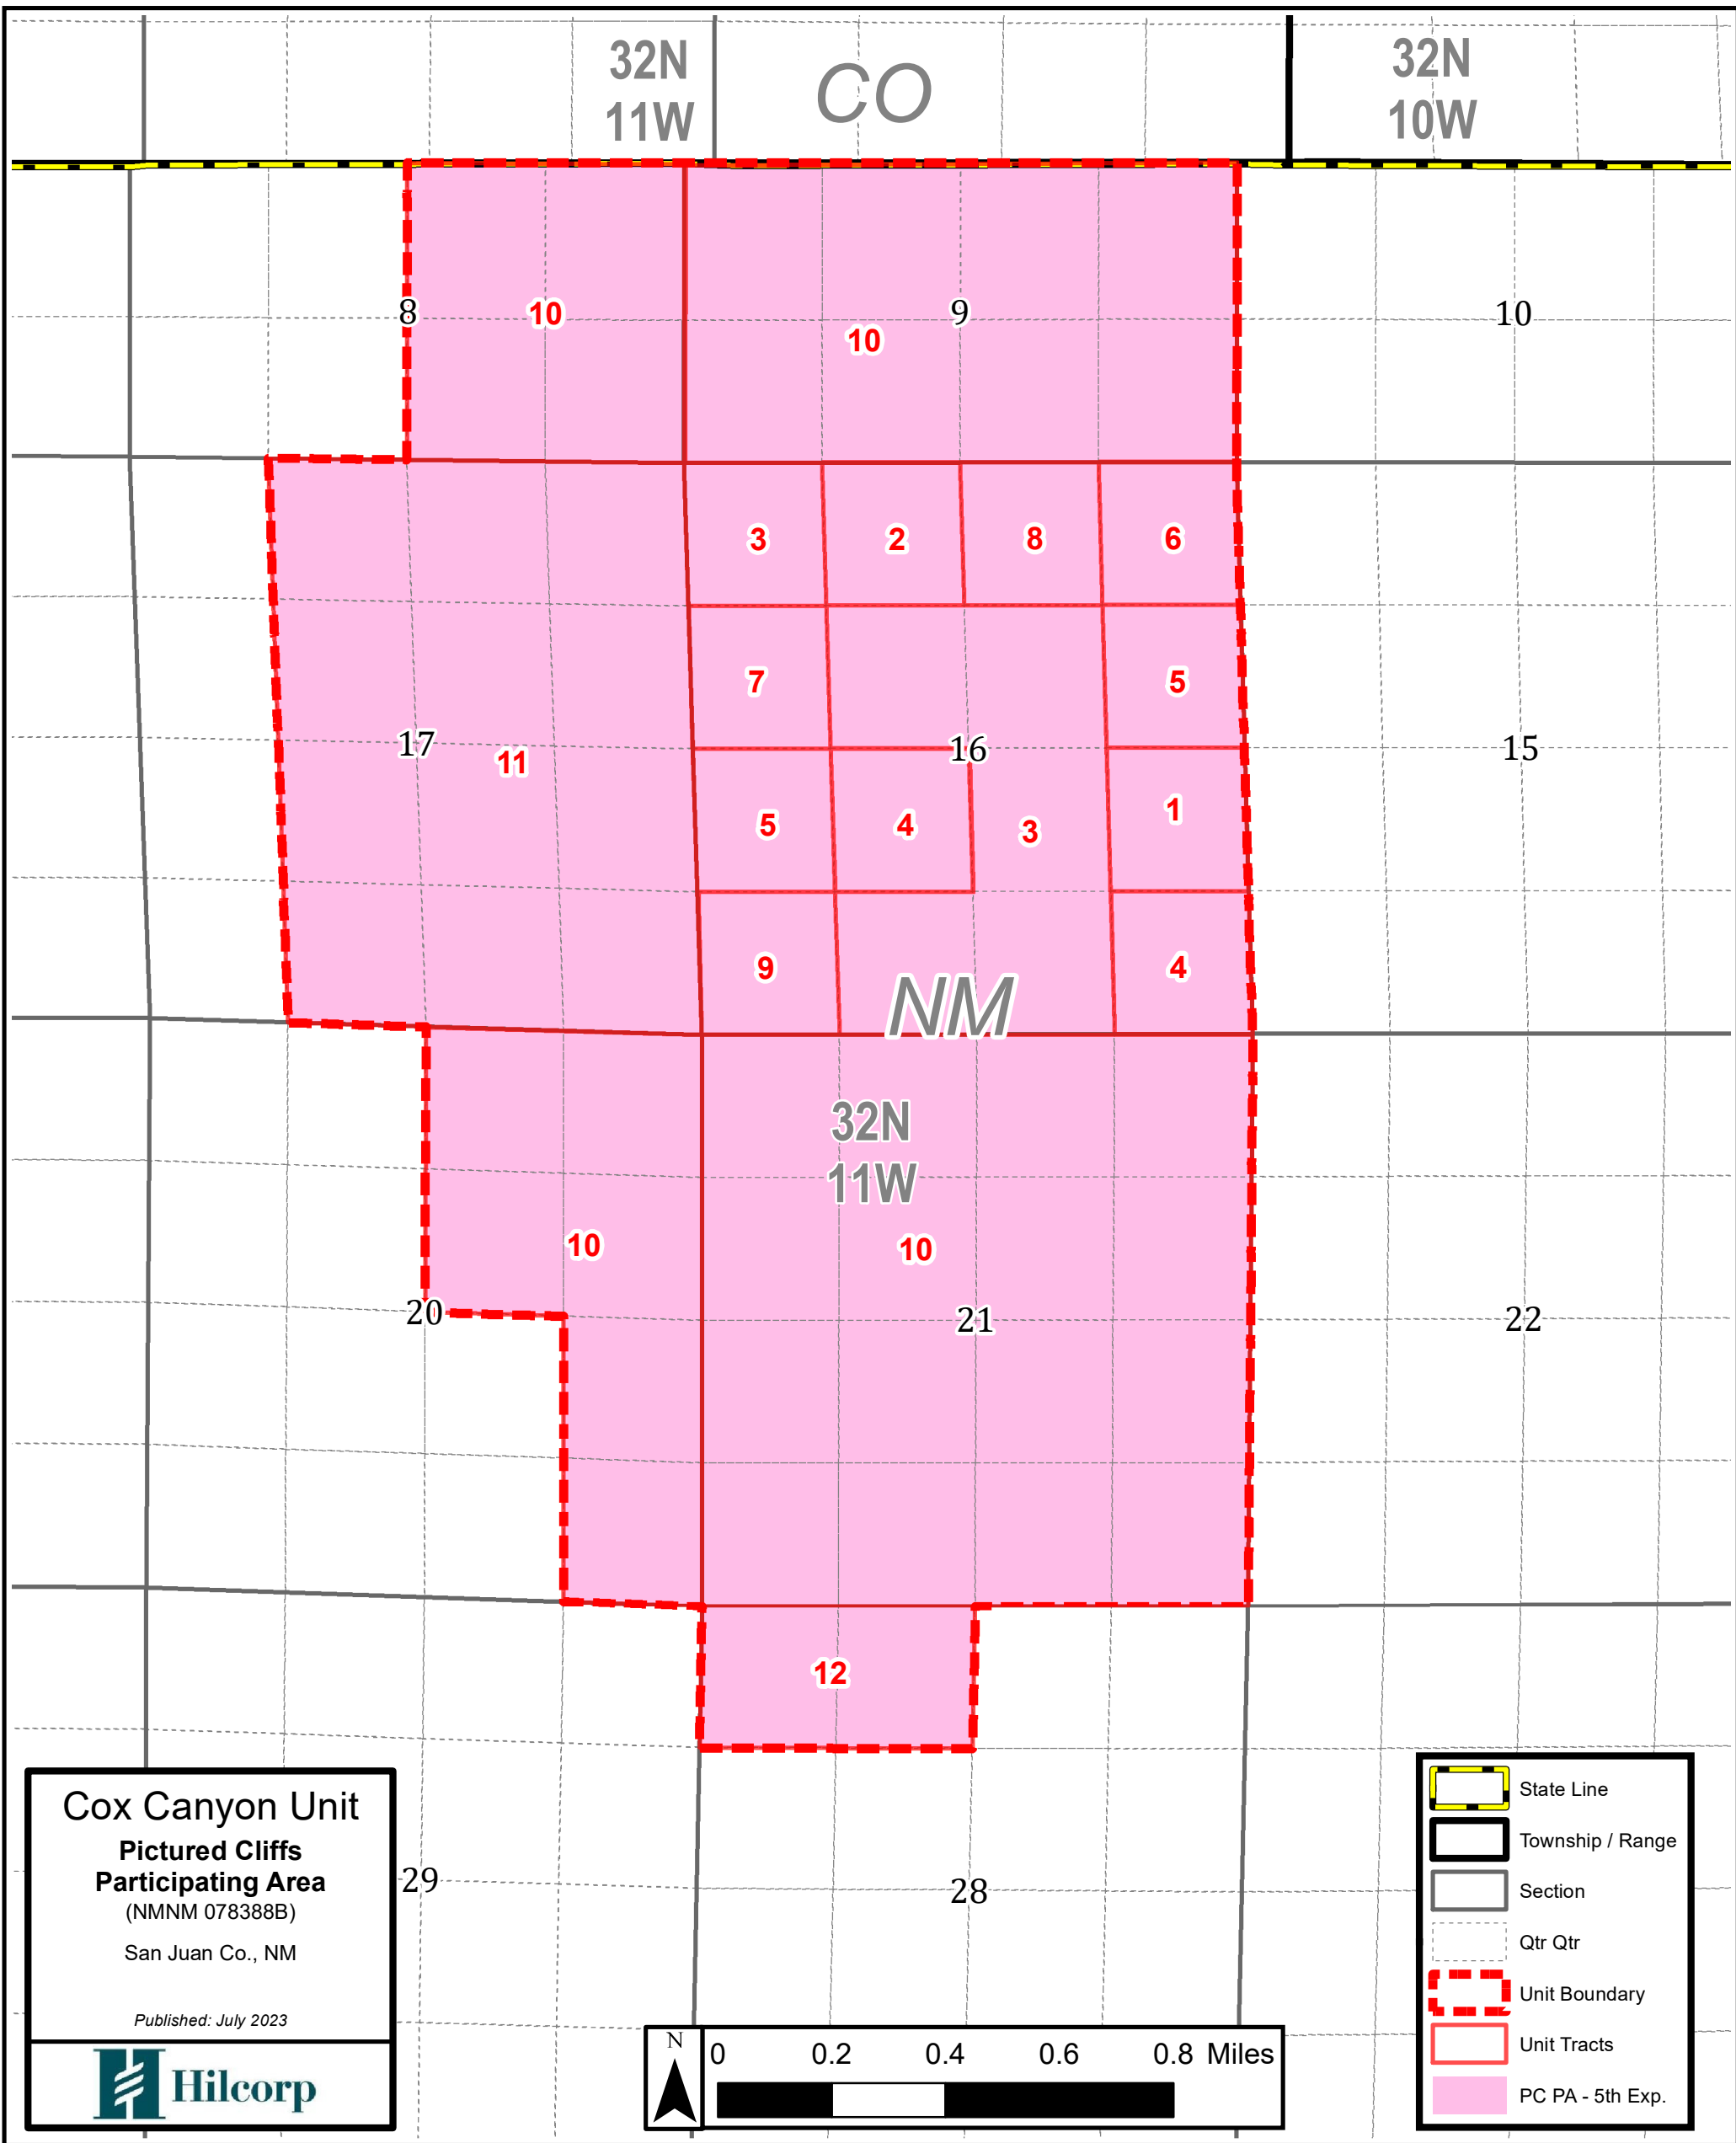 32N
11W
CO
32N
10W
8
10
9
10
10
3
2
8
6
7
5
17
11
16
15
5
4
3
1
9
4
NM
32N
11W
10
10
20
21
22
12
29
28
Cox Canyon Unit
Pictured Cliffs
Participating Area
(NMNM 078388B)
San Juan Co., NM
Published: July 2023
Hilcorp
N
0 0.2 0.4 0.6 0.8 Miles
State Line
Township / Range
Section
Qtr Qtr
Unit Boundary
Unit Tracts
PC PA - 5th Exp.